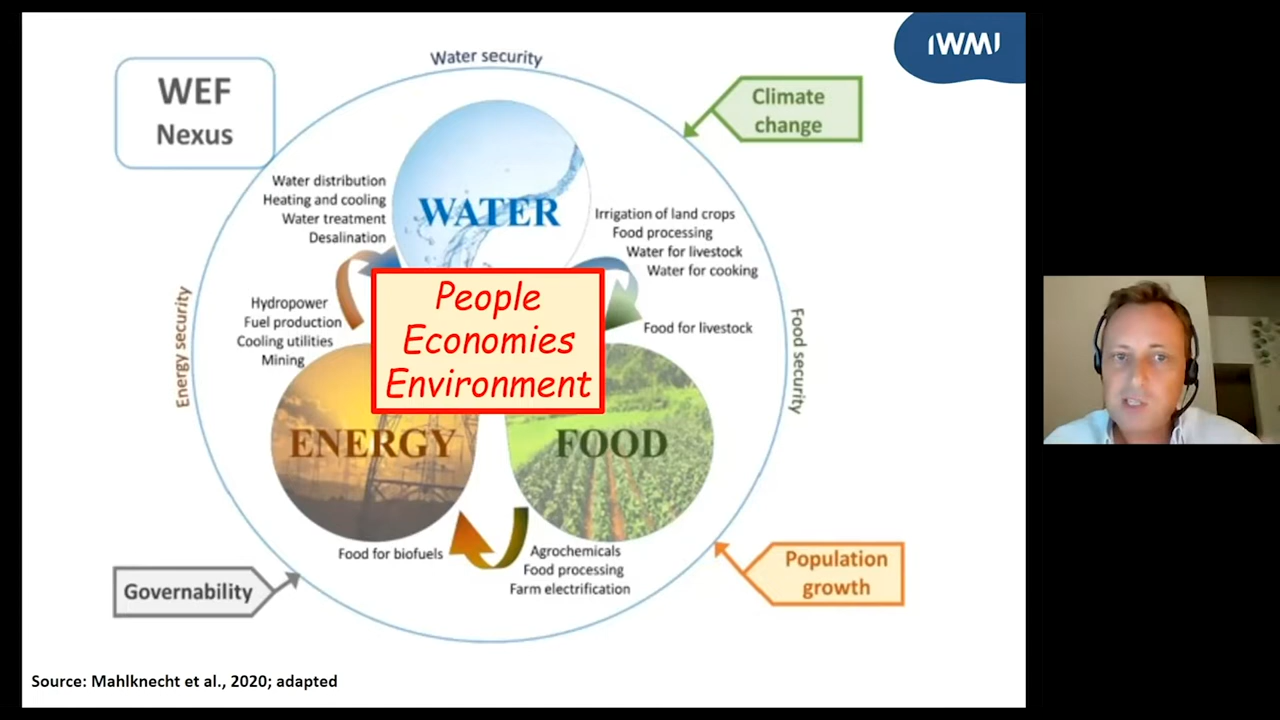 IWMI
Water security
WEF
Nexus
Climate
change
Water distribution
Heating and cooling
Water treatment
Desalination
WATER
Irrigation of land crops
Food processing
Water for livestock
Water for cooking
Hydropower
Fuel production
Cooling utilities
Mining
People
Economies
Environment
Food for livestock
Energy security
Food security
ENERGY
FOOD
Food for biofuels
Agrochemicals
Food processing
Farm electrification
Governability
Population
growth
Source: Mahlknecht et al., 2020; adapted